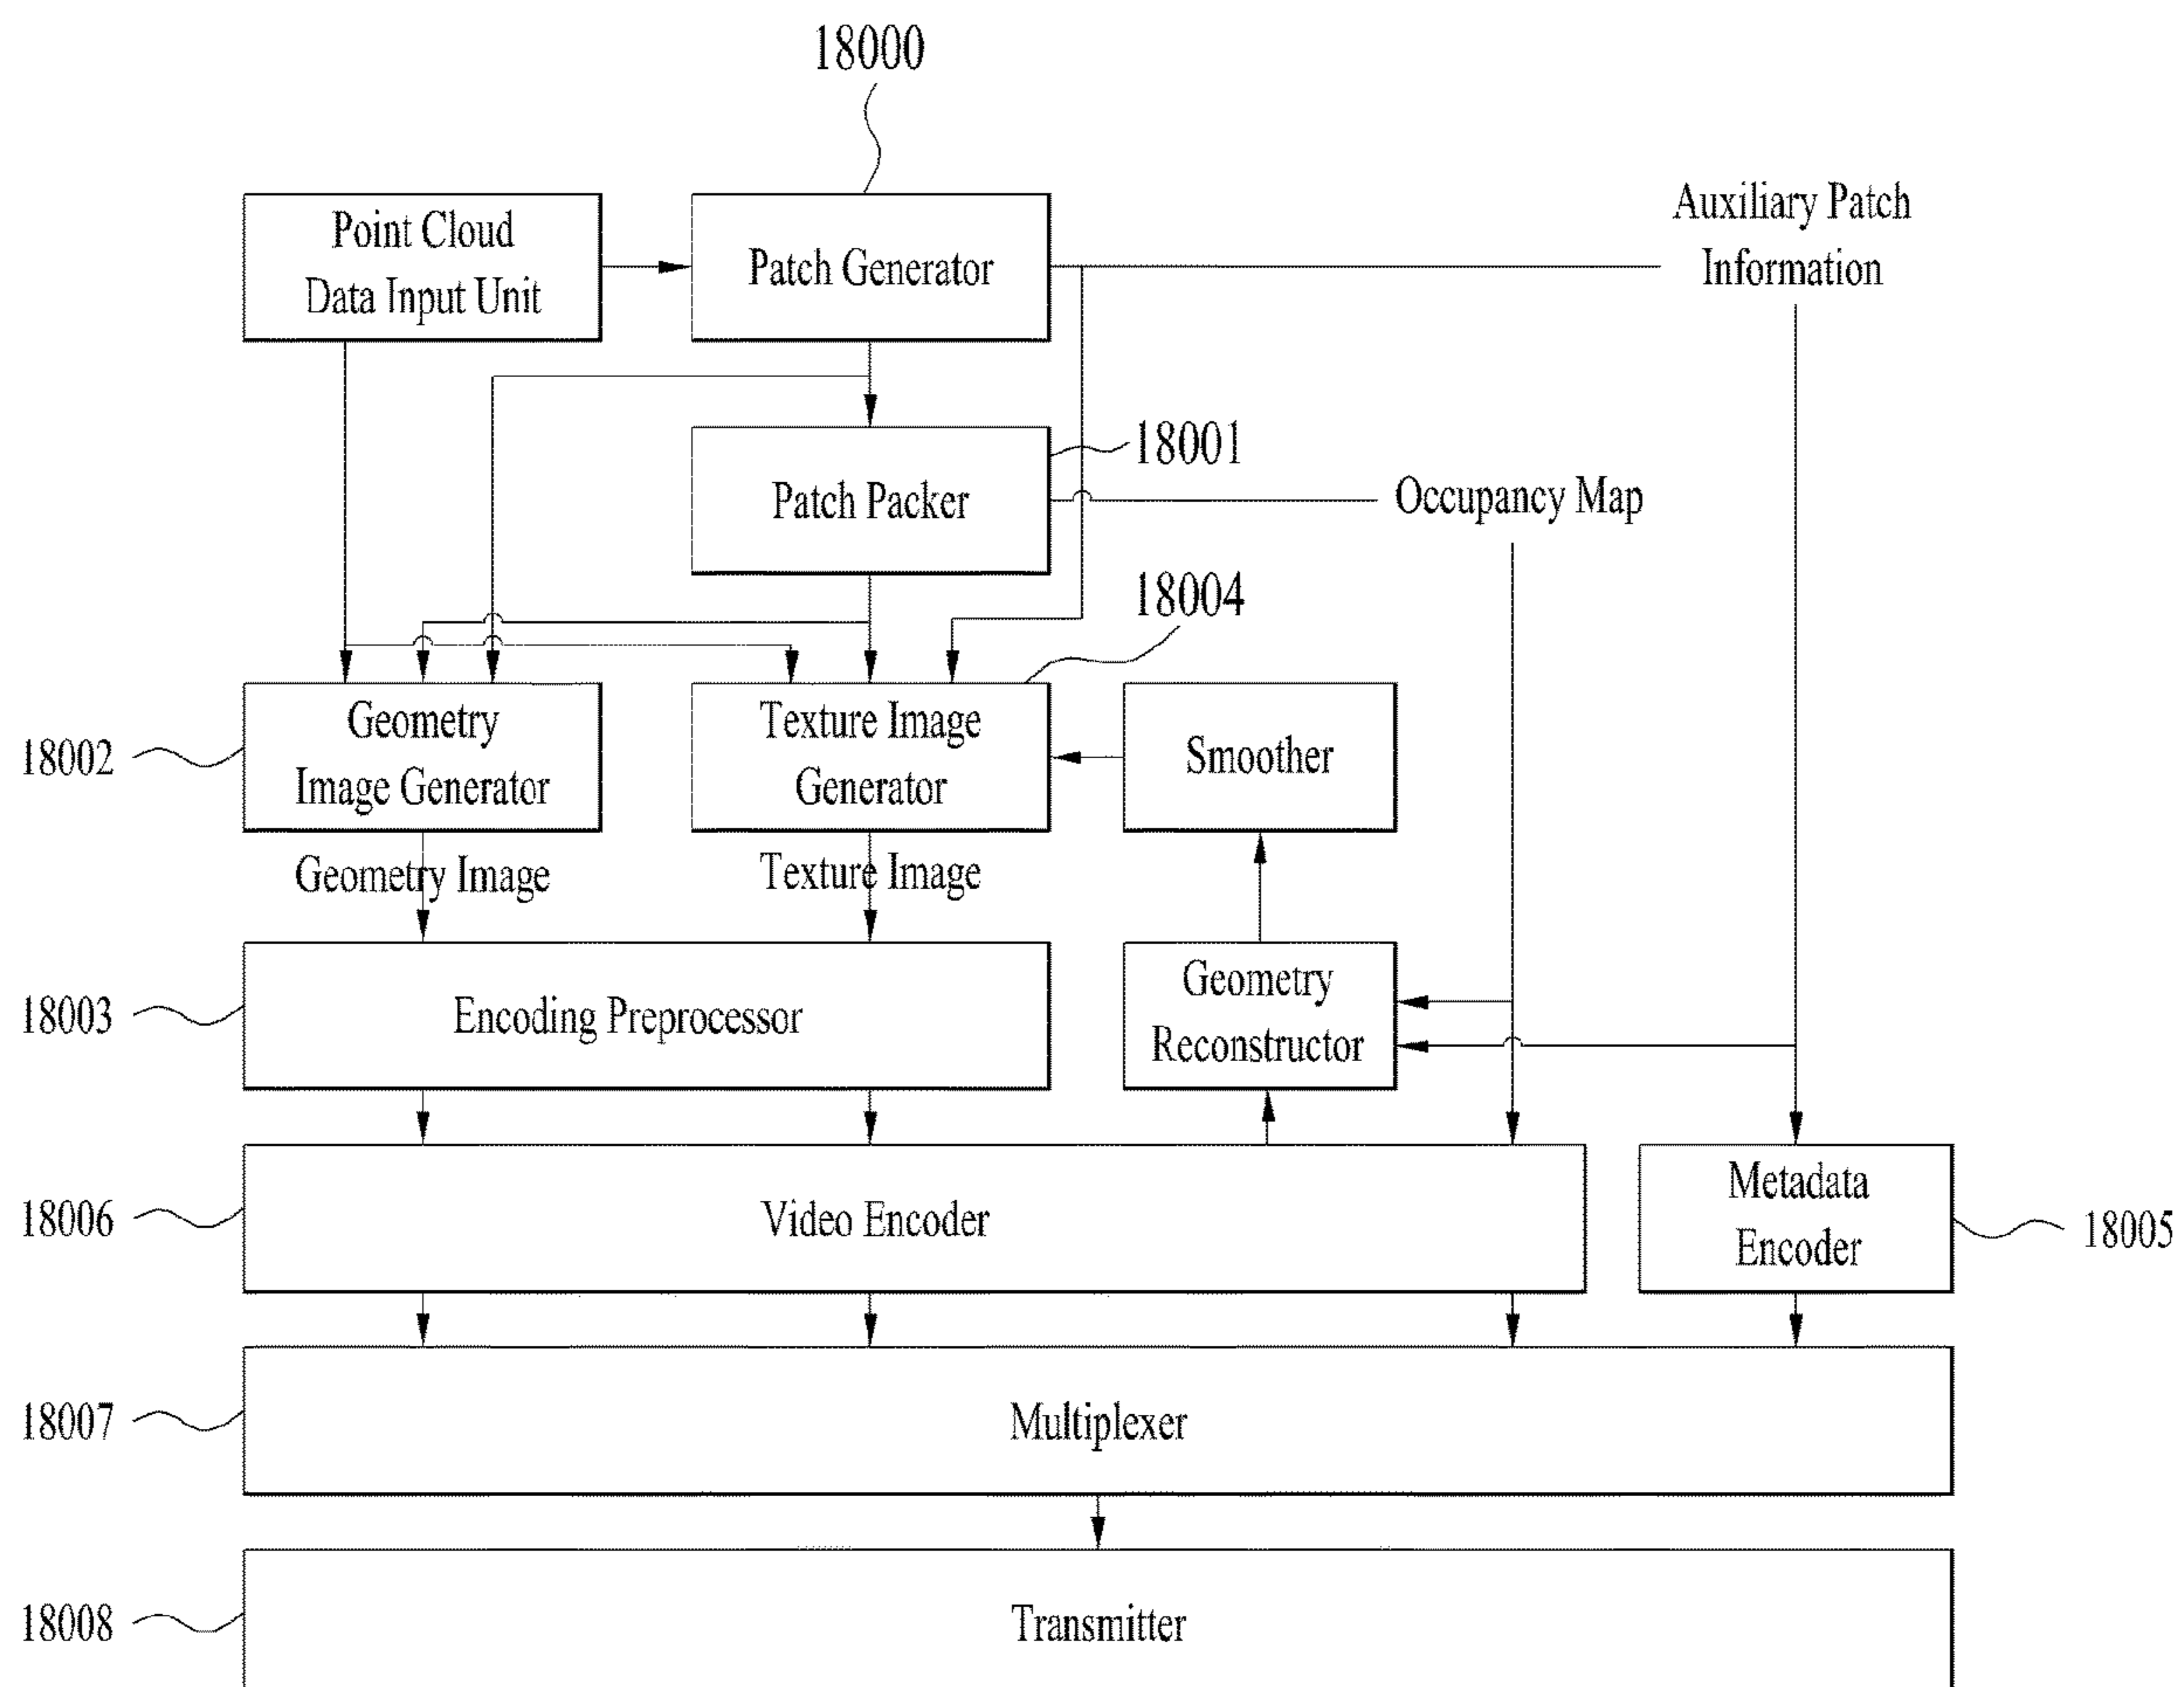 18000
Point Cloud
Data Input Unit
Patch Generator
Auxiliary Patch
Information
18001
Patch Packer
Occupancy Map
18004
18002
Geometry
Image Generator
Texture Image
Generator
Smoother
Geometry Image
Texture Image
18003
Encoding Preprocessor
Geometry
Reconstructor
18006
Video Encoder
Metadata
Encoder
18005
18007
Multiplexer
18008
Transmitter